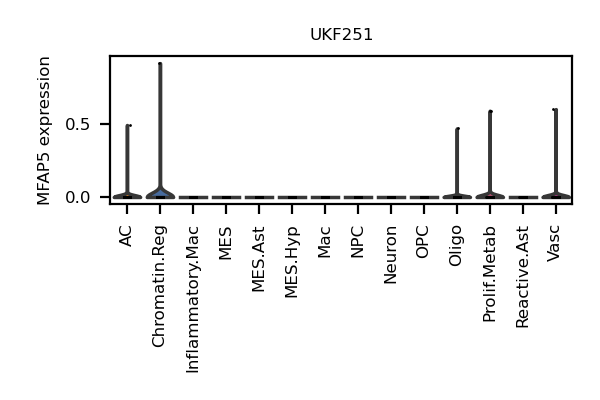 UKF251
MFAP5 expression
0.5
0.0
AC
Chromatin.Reg
Inflammatory.Mac
MES
MES.Ast
MES.Hyp
Mac
NPC
Neuron
OPC
Oligo
Prolif.Metab
Reactive.Ast
Vasc